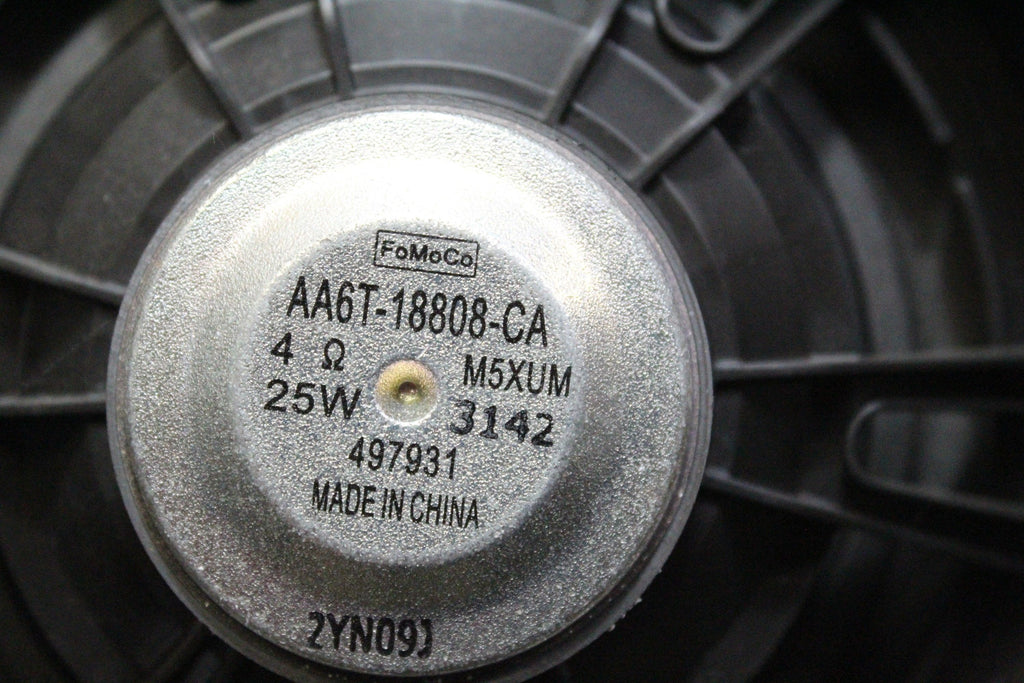 FoMoCo
AA6T-18808-CA
4 Ω
M5XUM
25W
3142
497931
MADE IN CHINA
2YN09J